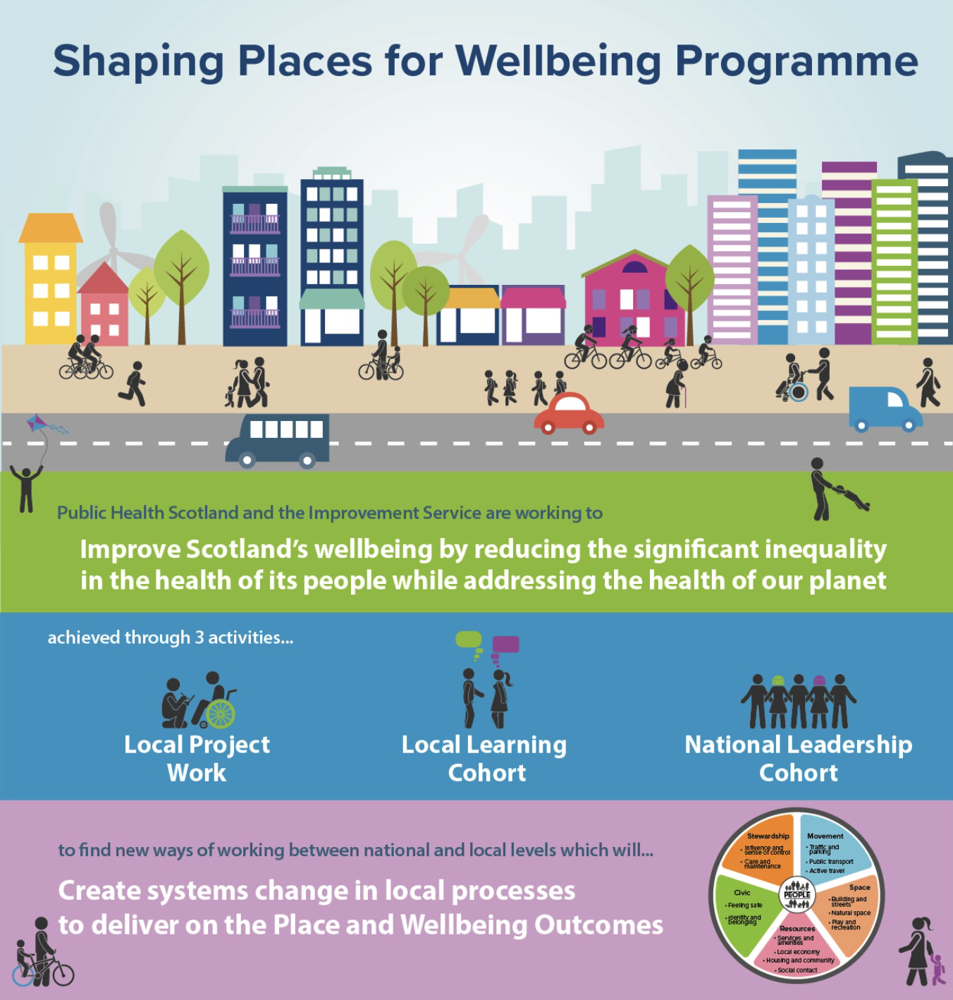 Shaping Places for Wellbeing Programme
Public Health Scotland and the Improvement Service are working to
Improve Scotland's wellbeing by reducing the significant inequality
in the health of its people while addressing the health of our planet
achieved through 3 activities...
Local Project
Work
Local Learning
Cohort
National Leadership
Cohort
to find new ways of working between national and local levels which will...
Create systems change in local processes
to deliver on the Place and Wellbeing Outcomes
Stewardship
• Influence and
sense of control
• Care and
maintenance
Movement
• Traffic and
parking
• Public transport
• Active travel
Space
• Building and
streets
• Natural space
• Play and
recreation
Resources
• Services and
amenities
• Local economy
• Housing and community
• Social contact
Civic
• Feeling safe
• identity and
belonging
PEOPLE